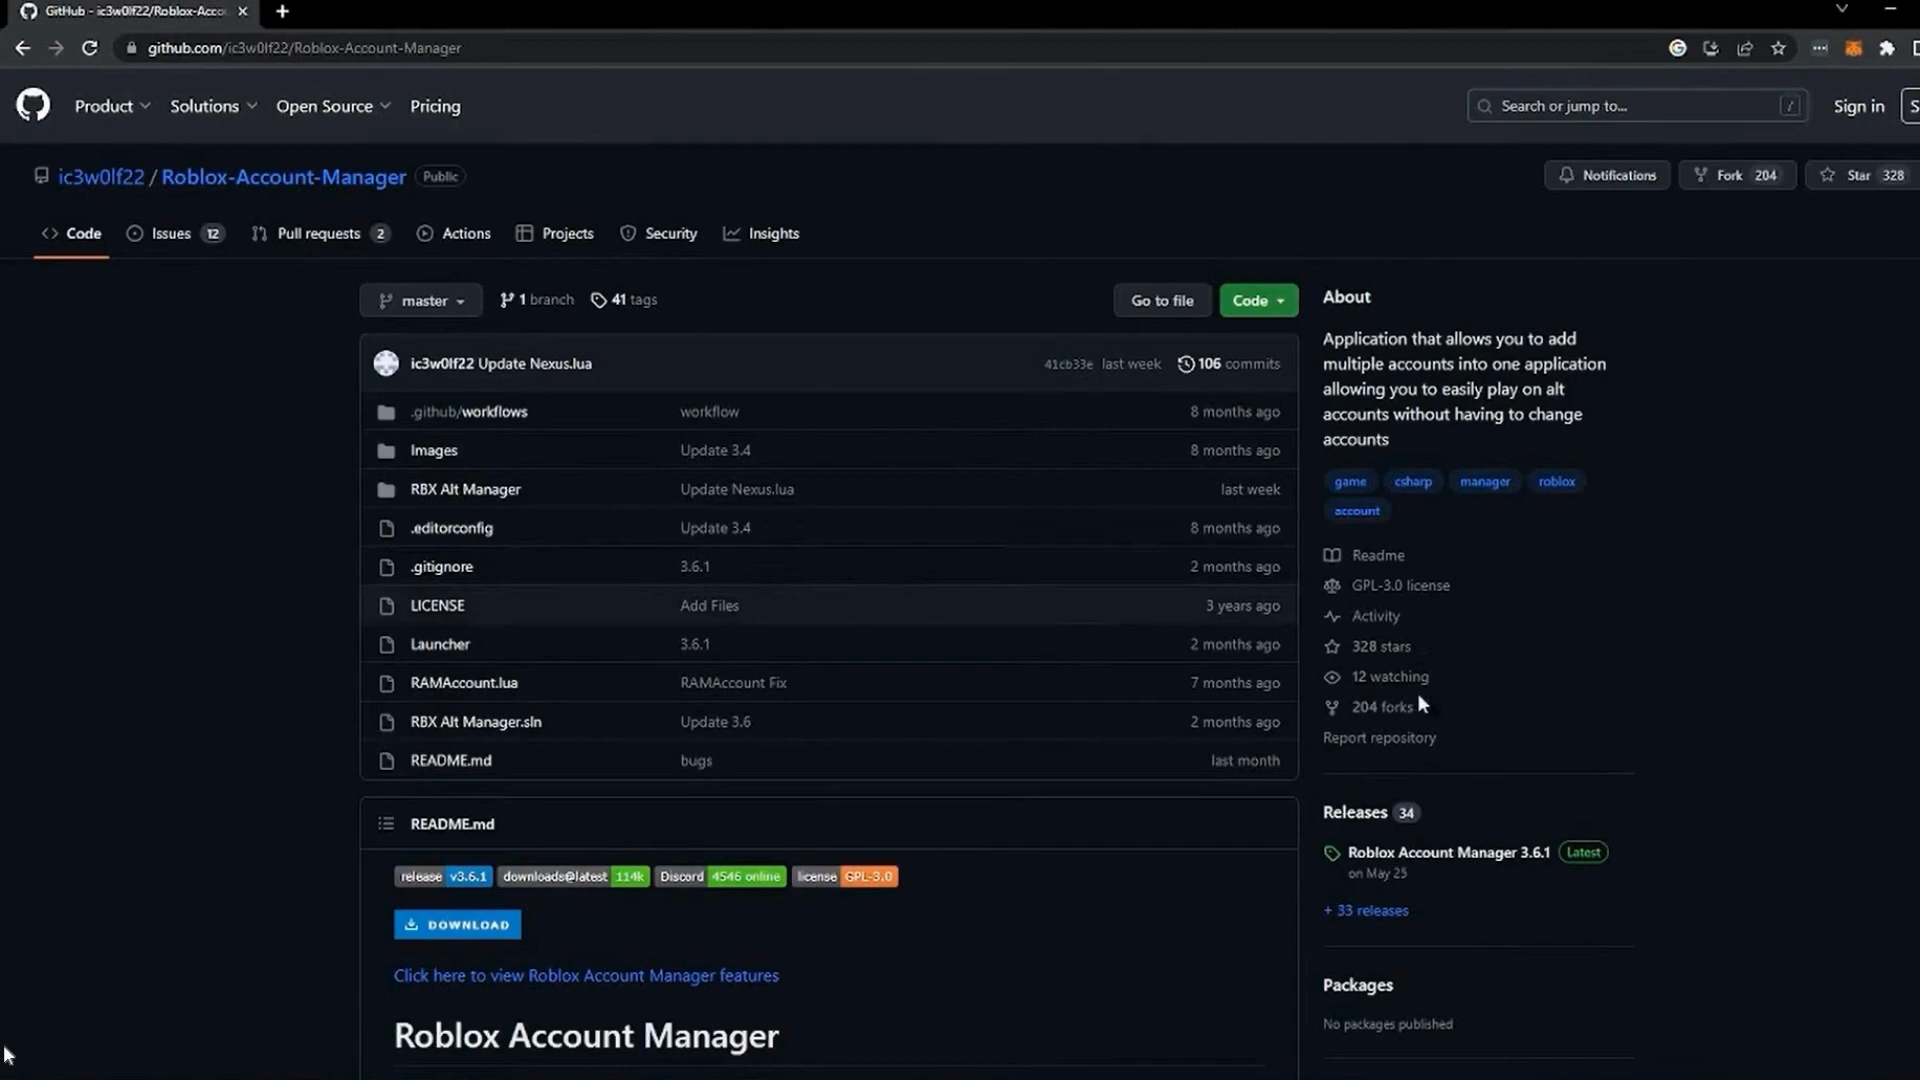 GitHub - ic3w0lf22/Roblox-Acco
github.com/ic3w0lf22/Roblox-Account-Manager
Product
Solutions
Open Source
Pricing
Search or jump to...
/
Sign in
S
ic3w0lf22 / Roblox-Account-Manager
Public
Notifications
Fork 204
Star 328
Code
Issues 12
Pull requests 2
Actions
Projects
Security
Insights
master
1 branch
41 tags
Go to file
Code
ic3w0lf22 Update Nexus.lua
41cb33e last week
106 commits
.github/workflows
workflow
8 months ago
Images
Update 3.4
8 months ago
RBX Alt Manager
Update Nexus.lua
last week
.editorconfig
Update 3.4
8 months ago
.gitignore
3.6.1
2 months ago
LICENSE
Add Files
3 years ago
Launcher
3.6.1
2 months ago
RAMAccount.lua
RAMAccount Fix
7 months ago
RBX Alt Manager.sln
Update 3.6
2 months ago
README.md
bugs
last month
README.md
release v3.6.1
downloads@latest 114k
Discord 4546 online
license GPL-3.0
DOWNLOAD
Click here to view Roblox Account Manager features
Roblox Account Manager
About
Application that allows you to add
multiple accounts into one application
allowing you to easily play on alt
accounts without having to change
accounts
game
csharp
manager
roblox
account
Readme
GPL-3.0 license
Activity
328 stars
12 watching
204 forks
Report repository
Releases 34
Roblox Account Manager 3.6.1
Latest
on May 25
+ 33 releases
Packages
No packages published